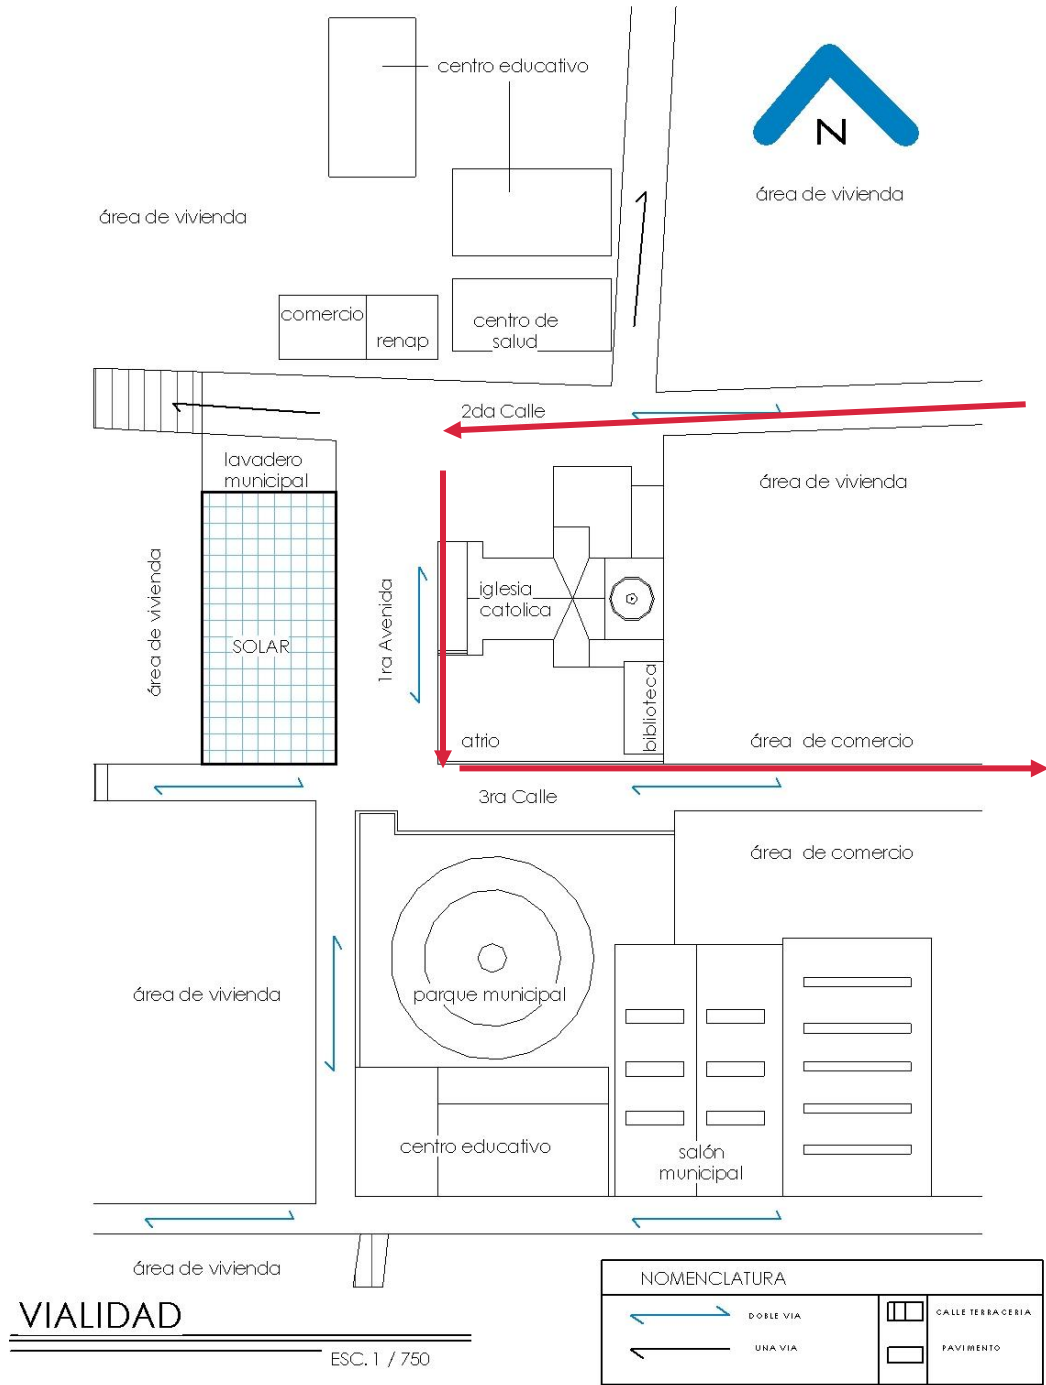 centro educativo
N
área de vivienda
área de vivienda
comercio
renap
centro de
salud
2da Calle
lavadero
municipal
área de vivienda
área de vivienda
SOLAR
1ra Avenida
iglesia
catolica
biblioteca
atrio
área de comercio
3ra Calle
área de comercio
área de vivienda
parque municipal
centro educativo
salón
municipal
área de vivienda
VIALIDAD
ESC. 1 / 750
NOMENCLATURA
DOBLE VIA
CALLE TERRACERIA
UNA VIA
PAVIMENTO